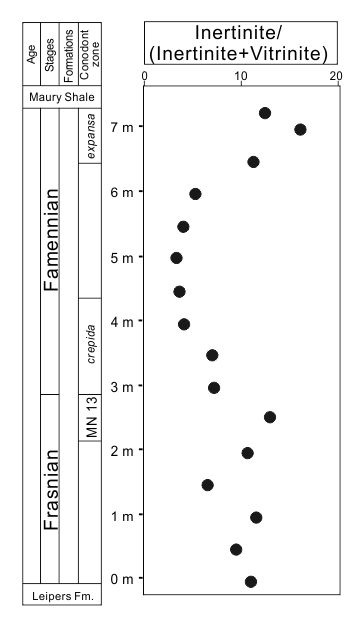 Inertinite/
(Inertinite+Vitrinite)
Age
Stages
Formations
Conodont
zone
0 10 20
Maury Shale
expansa
7 m
6 m
Famennian
5 m
4 m
crepida
3 m
MN 13
2 m
Frasnian
1 m
0 m
Leipers Fm.